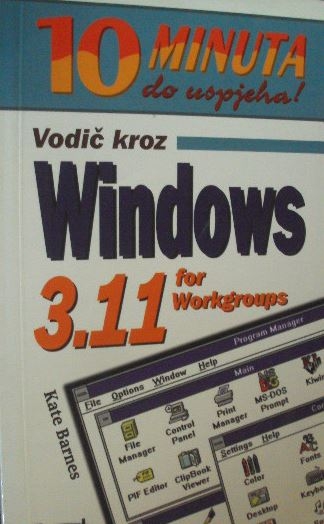 10 MINUTA
do uspjeha!
Vodič kroz
Windows
3.11 for
Workgroups
Program Manager
File Options Window Help
Main
File
Manager
Control
Panel
Print
Manager
MS-DOS
Prompt
PIF Editor
ClipBook
Viewer
Settings Help
Color
Fonts
Desktop
Kate Barnes